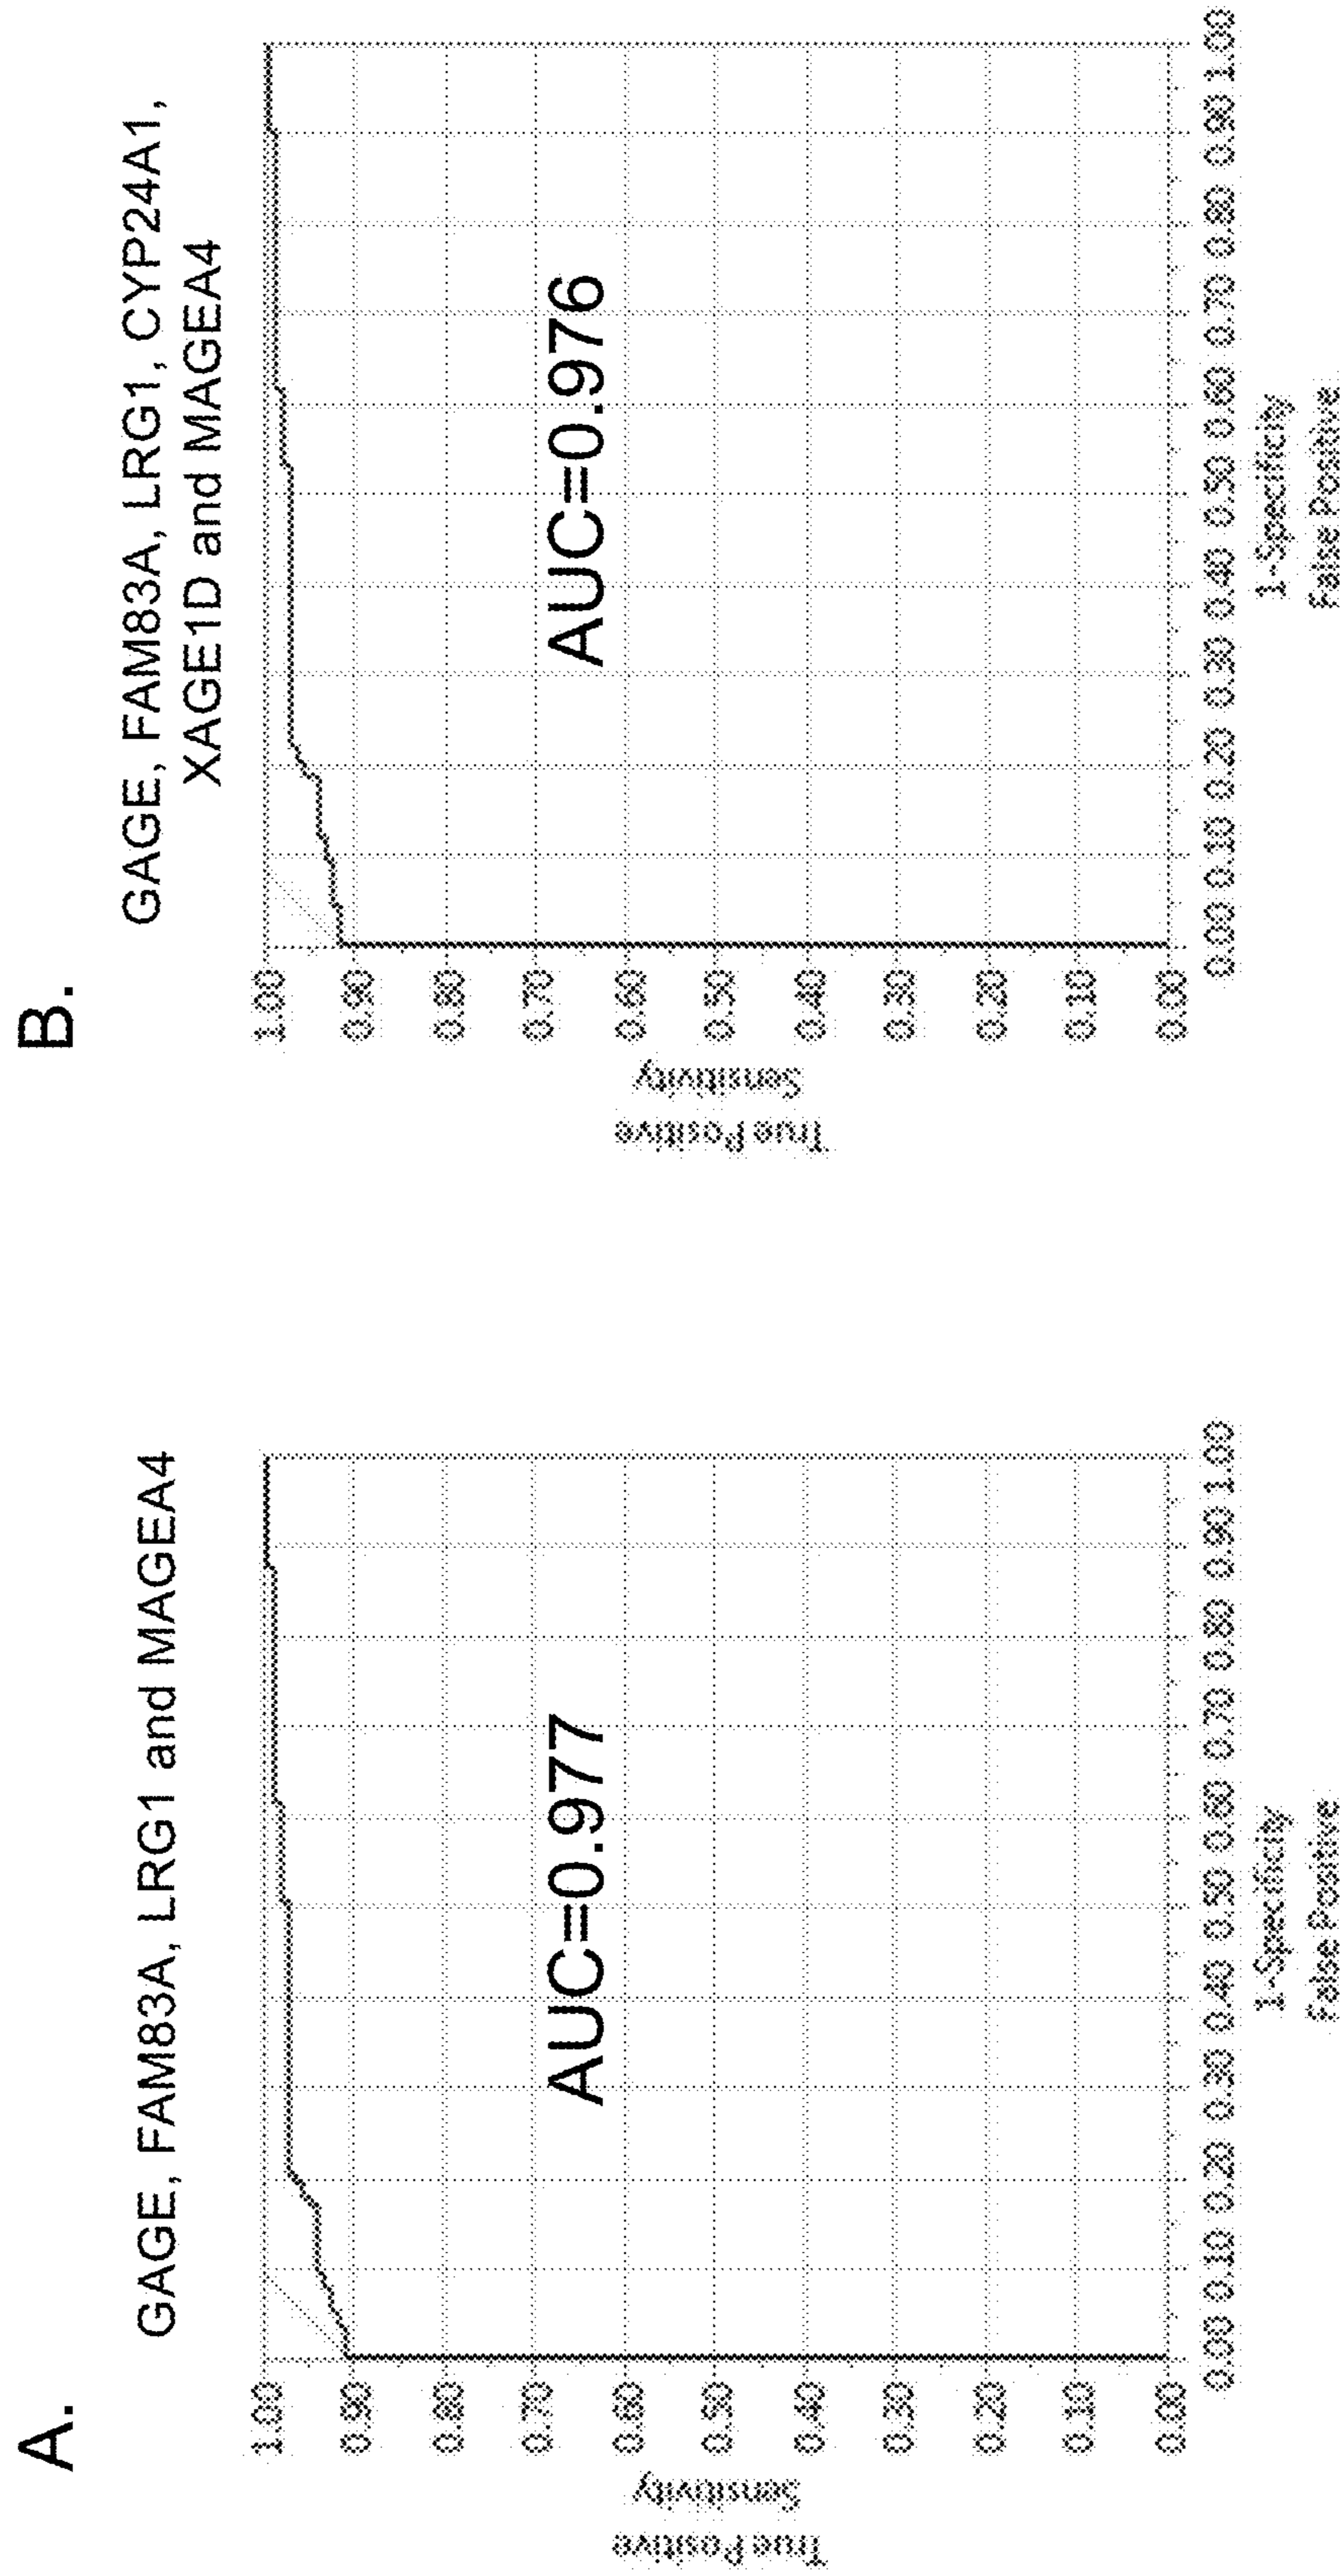 A.
GAGE, FAM83A, LRG1 and MAGEA4
True Positive
Sensitivity
1.00
0.90
0.80
0.70
0.60
0.50
0.40
0.30
0.20
0.10
0.00
AUC=0.977
0.00 0.10 0.20 0.30 0.40 0.50 0.60 0.70 0.80 0.90 1.00
1-Specificity
False Positive
B.
GAGE, FAM83A, LRG1, CYP24A1,
XAGE1D and MAGEA4
True Positive
Sensitivity
1.00
0.90
0.80
0.70
0.60
0.50
0.40
0.30
0.20
0.10
0.00
AUC=0.976
0.00 0.10 0.20 0.30 0.40 0.50 0.60 0.70 0.80 0.90 1.00
1-Specificity
False Positive